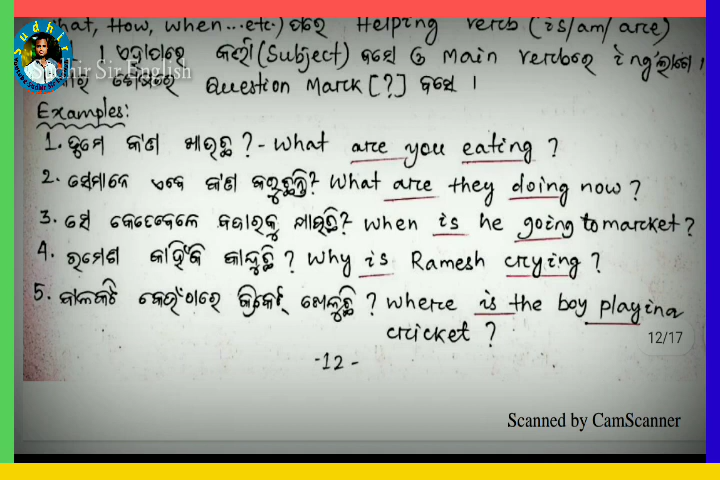 What, How, when...etc.) ପରେ Helping verb (is/am/are)
। ଏହାପରେ କର୍ତ୍ତା (Subject) ବସେ ଓ Main verbରେ ing ଲାଗେ ।
Question Mark [?] ବସେ ।
Sudhir Sir English
Sudhir
Examples:
1. ତୁମେ କ'ଣ ଖାଉଛ ? - What are you eating ?
2. ସେମାନେ ଏବେ କ'ଣ କରୁଛନ୍ତି? What are they doing now ?
3. ସେ କେତେବେଳେ ବଜାରକୁ ଯାଉଛି? When is he going to market ?
4. ରମେଶ କାହିଁକି କାନ୍ଦୁଛି ? Why is Ramesh crying ?
5. ବାଳକଟି କେଉଁଠାରେ କ୍ରିକେଟ୍ ଖେଳୁଛି ? Where is the boy playing
cricket ?
12/17
-12-
Scanned by CamScanner